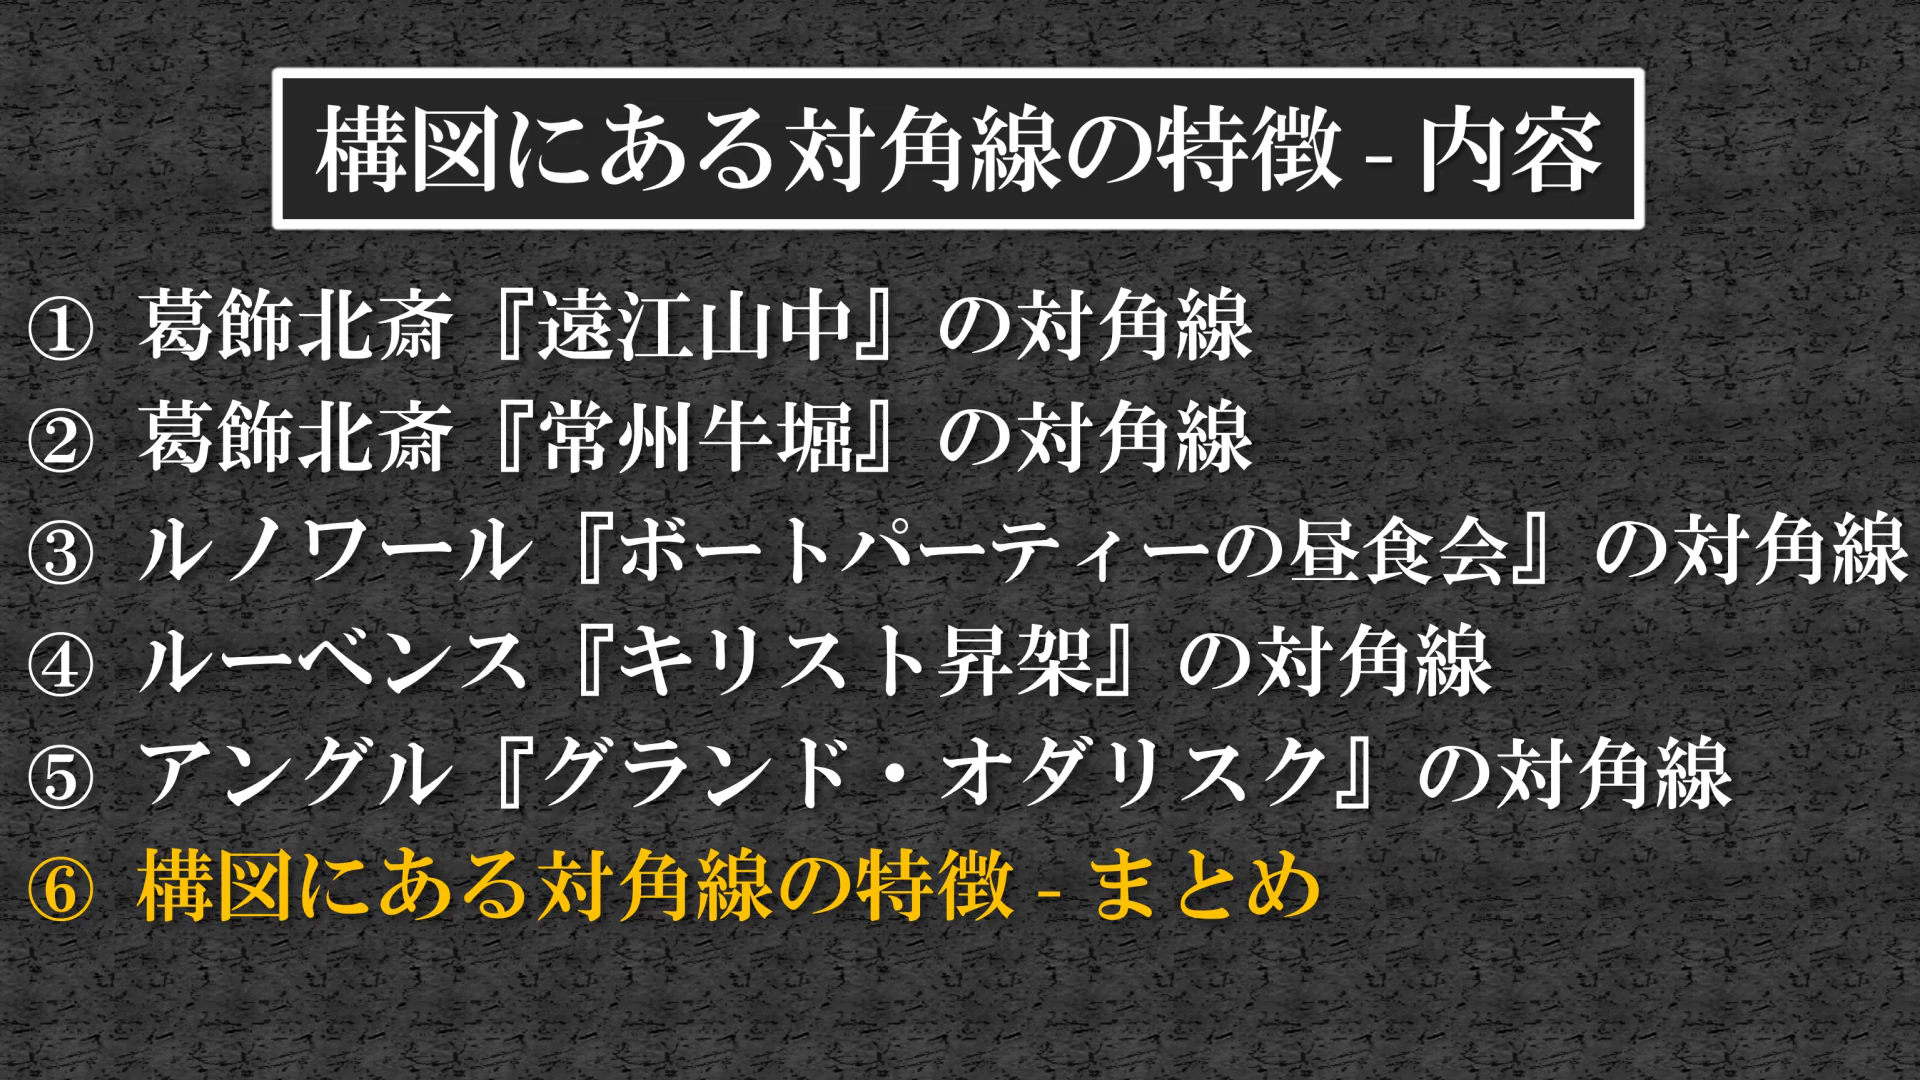 構図にある対角線の特徴 - 内容
① 葛飾北斎『遠江山中』の対角線
② 葛飾北斎『常州牛堀』の対角線
③ ルノワール『ボートパーティーの昼食会』の対角線
④ ルーベンス『キリスト昇架』の対角線
⑤ アングル『グランド・オダリスク』の対角線
⑥ 構図にある対角線の特徴 - まとめ